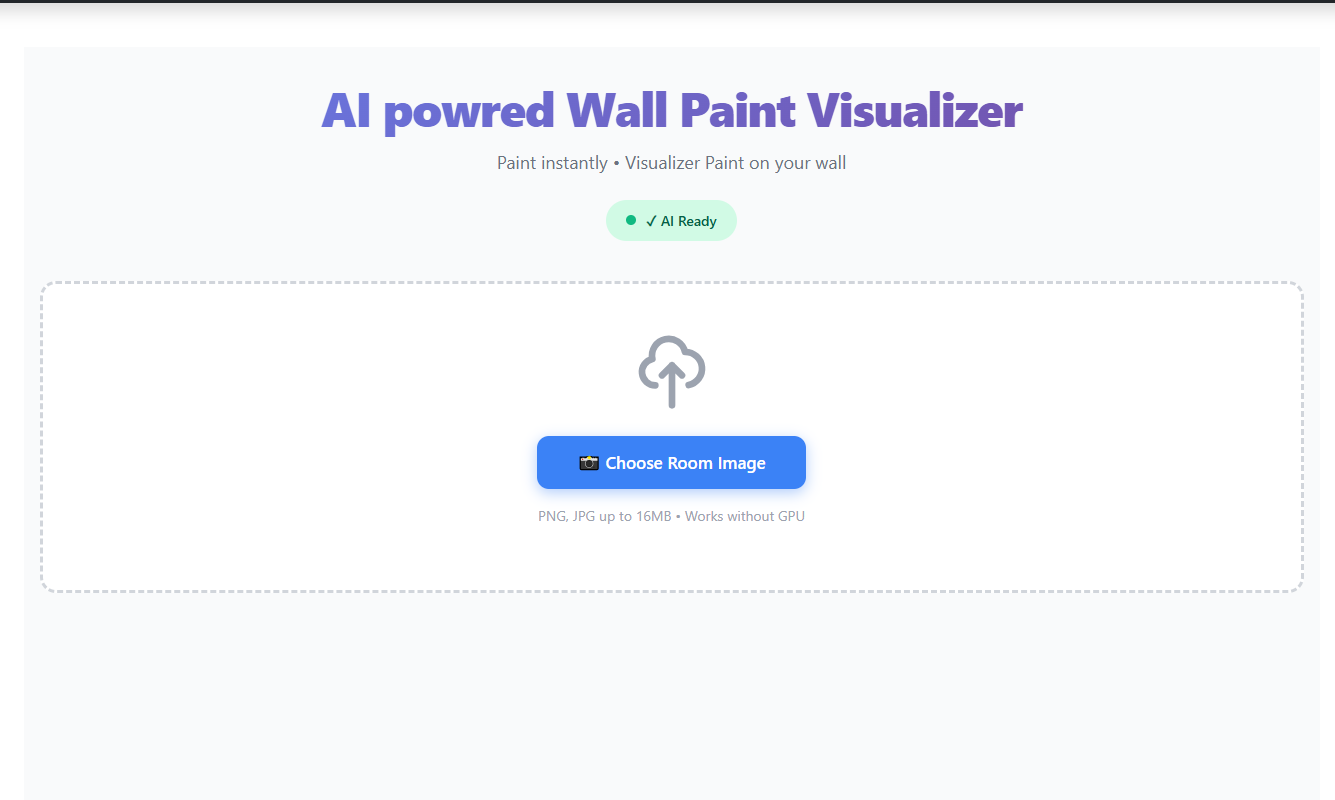 AI powred Wall Paint Visualizer
Paint instantly • Visualizer Paint on your wall
✓ AI Ready
📸 Choose Room Image
PNG, JPG up to 16MB • Works without GPU